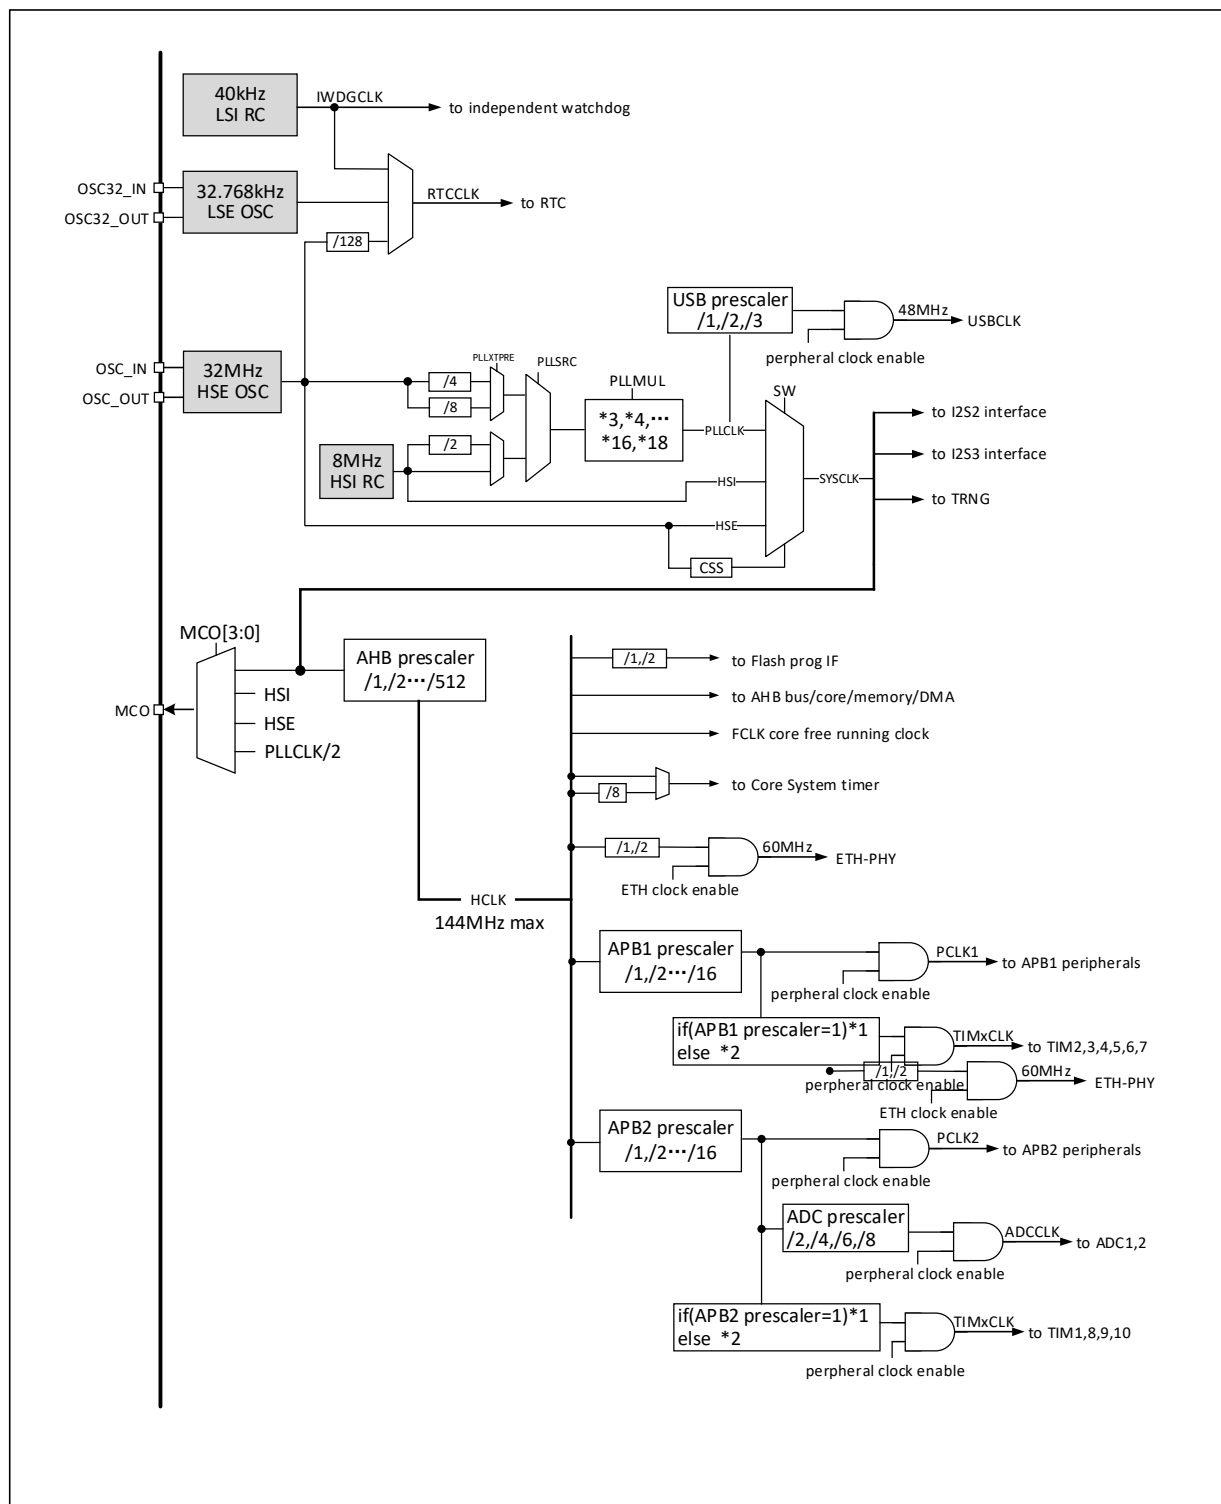 40kHz
LSI RC
IWDGCLK
to independent watchdog
OSC32_IN
OSC32_OUT
32.768kHz
LSE OSC
RTCCLK
to RTC
/128
USB prescaler
/1,/2,/3
48MHz
USBCLK
perpheral clock enable
OSC_IN
OSC_OUT
32MHz
HSE OSC
PLLXTPRE
PLLSRC
/4
/8
PLLMUL
*3,*4,···
*16,*18
PLLCLK
SW
to I2S2 interface
to I2S3 interface
to TRNG
8MHz
HSI RC
/2
HSI
SYSCLK
HSE
CSS
MCO[3:0]
MCO
HSI
HSE
PLLCLK/2
AHB prescaler
/1,/2···/512
/1,/2
to Flash prog IF
to AHB bus/core/memory/DMA
FCLK core free running clock
/8
to Core System timer
/1,/2
60MHz
ETH-PHY
ETH clock enable
HCLK
144MHz max
APB1 prescaler
/1,/2···/16
PCLK1
to APB1 peripherals
perpheral clock enable
if(APB1 prescaler=1)*1
else *2
TIMxCLK
to TIM2,3,4,5,6,7
perpheral clock enable
/1,/2
60MHz
ETH-PHY
ETH clock enable
APB2 prescaler
/1,/2···/16
PCLK2
to APB2 peripherals
perpheral clock enable
ADC prescaler
/2,/4,/6,/8
ADCCLK
to ADC1,2
perpheral clock enable
if(APB2 prescaler=1)*1
else *2
TIMxCLK
to TIM1,8,9,10
perpheral clock enable